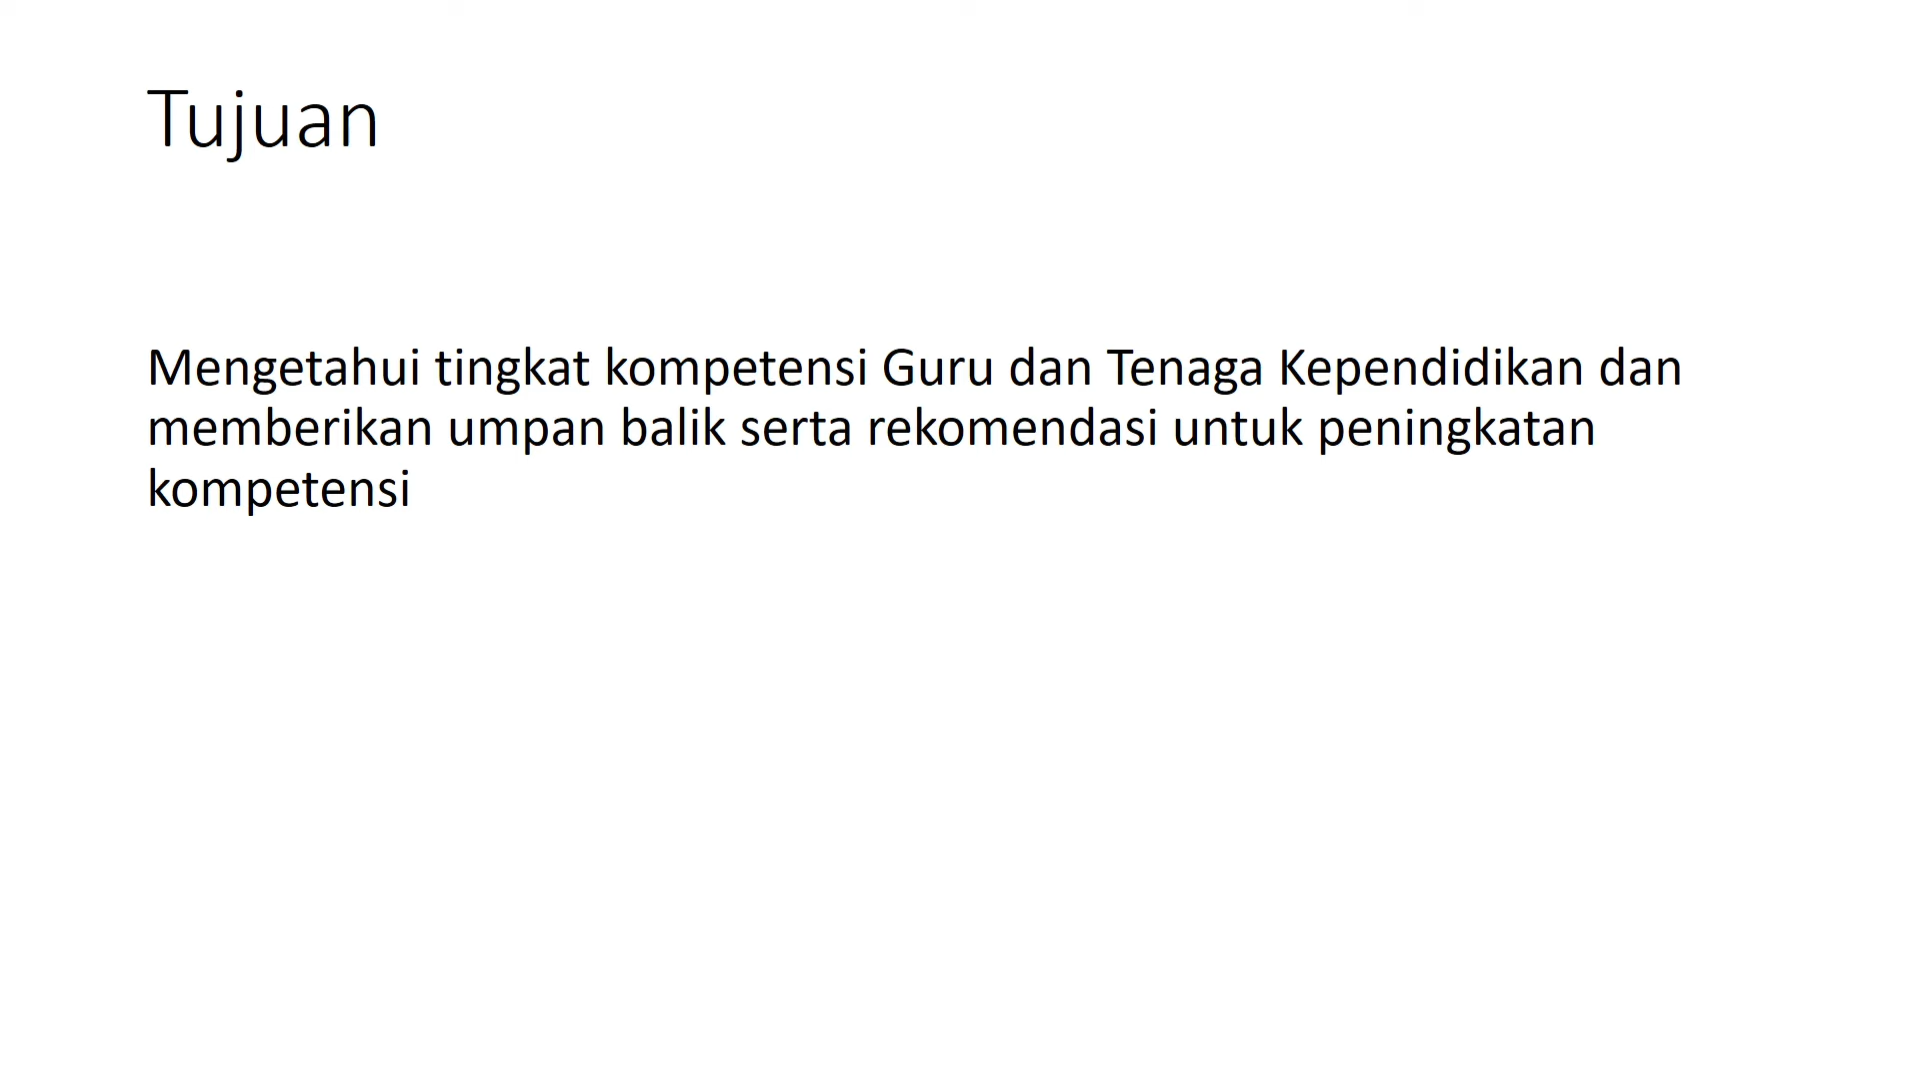 Tujuan
Mengetahui tingkat kompetensi Guru dan Tenaga Kependidikan dan
memberikan umpan balik serta rekomendasi untuk peningkatan
kompetensi